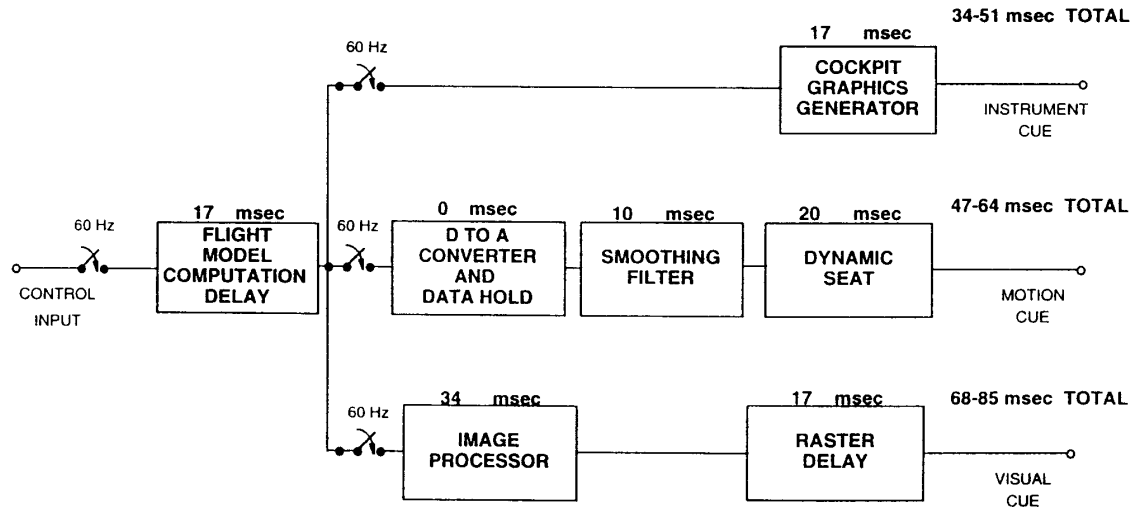 34-51 msec TOTAL
17 msec
60 Hz
COCKPIT
GRAPHICS
GENERATOR
INSTRUMENT
CUE
47-64 msec TOTAL
60 Hz
17 msec
FLIGHT
MODEL
COMPUTATION
DELAY
60 Hz
0 msec
D TO A
CONVERTER
AND
DATA HOLD
10 msec
SMOOTHING
FILTER
20 msec
DYNAMIC
SEAT
CONTROL
INPUT
MOTION
CUE
68-85 msec TOTAL
60 Hz
34 msec
IMAGE
PROCESSOR
17 msec
RASTER
DELAY
VISUAL
CUE